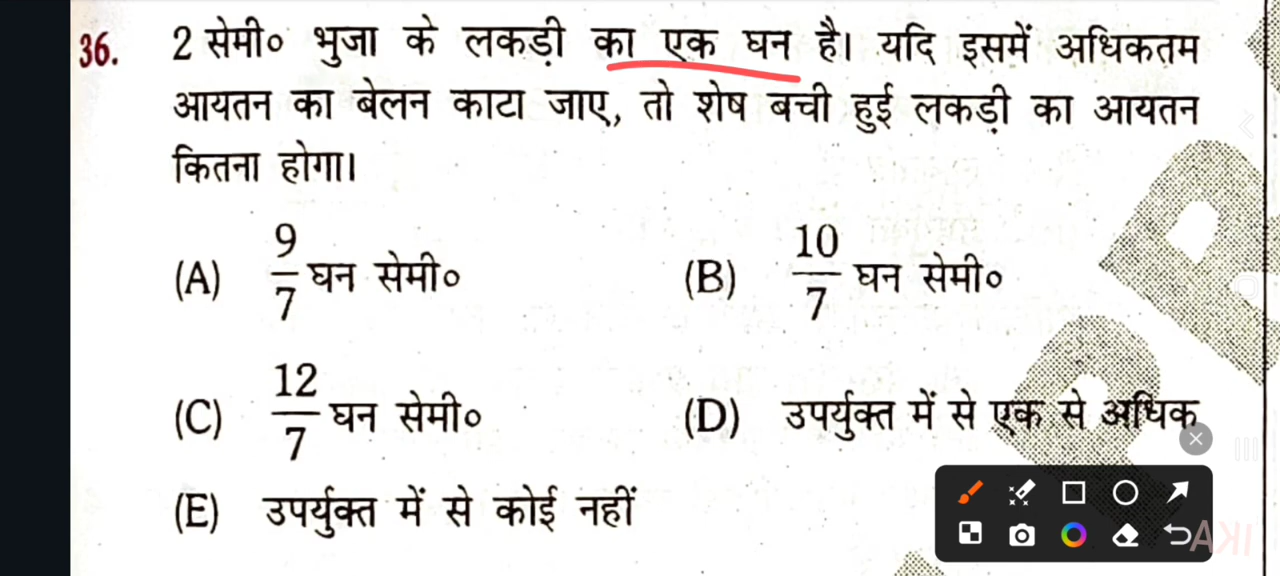 36. 2 सेमी० भुजा के लकड़ी का एक घन है। यदि इसमें अधिकतम
आयतन का बेलन काटा जाए, तो शेष बची हुई लकड़ी का आयतन
कितना होगा।
(A) 9/7 घन सेमी० (B) 10/7 घन सेमी०
(C) 12/7 घन सेमी० (D) उपर्युक्त में से एक से अधिक
(E) उपर्युक्त में से कोई नहीं